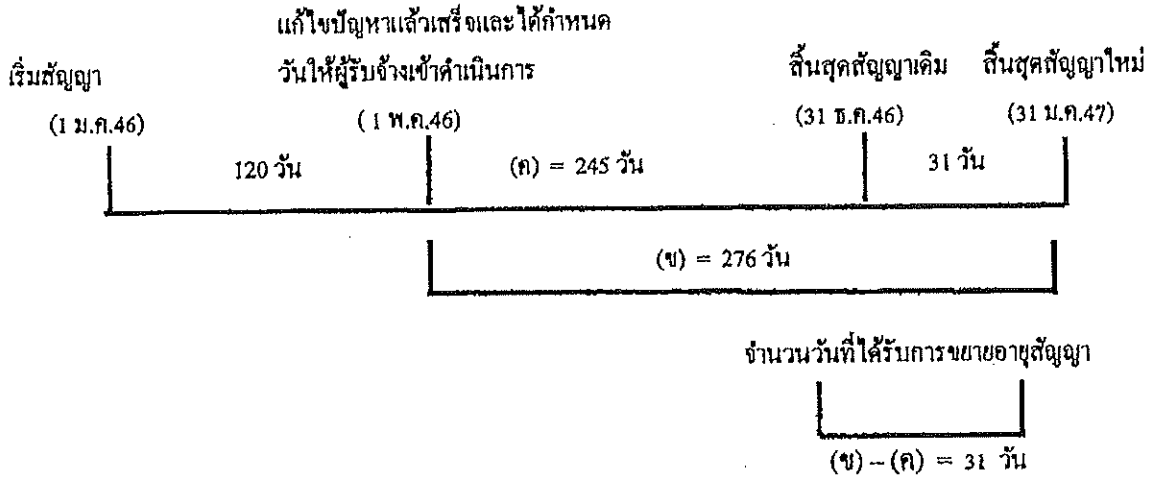 แก้ไขปัญหาแล้วเสร็จและได้กำหนด
เริ่มสัญญา วันให้ผู้รับจ้างเข้าดำเนินการ สิ้นสุดสัญญาเดิม สิ้นสุดสัญญาใหม่
(1 ม.ค.46) (1 พ.ค.46) (31 ธ.ค.46) (31 ม.ค.47)
120 วัน (ค) = 245 วัน 31 วัน
(ข) = 276 วัน
จำนวนวันที่ได้รับการขยายอายุสัญญา
(ข) – (ค) = 31 วัน